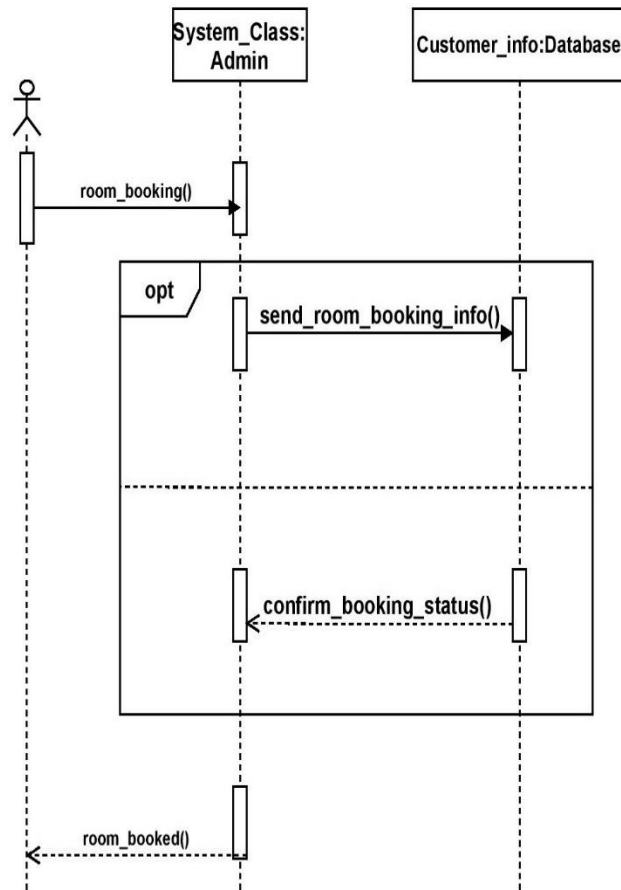 System_Class:
Admin
Customer_info:Database
room_booking()
opt
send_room_booking_info()
confirm_booking_status()
room_booked()